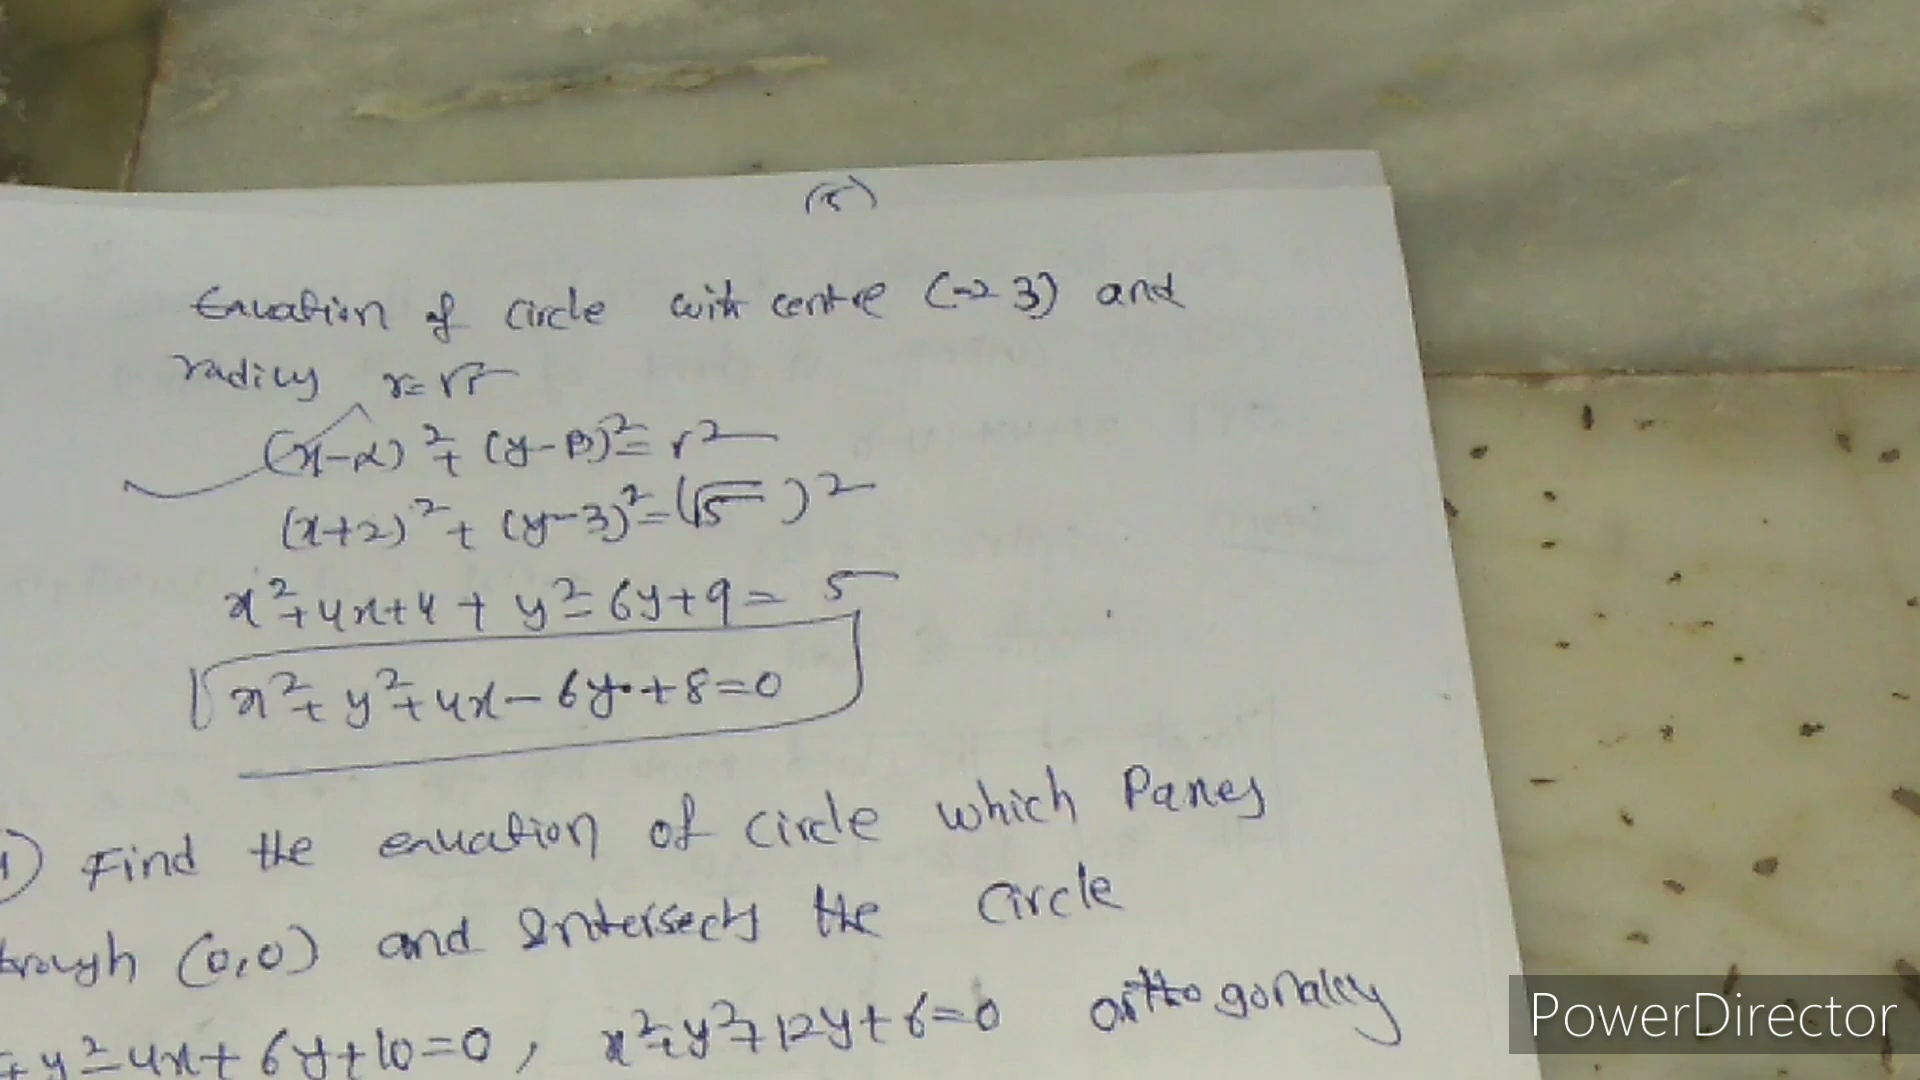 (5)
Equation of circle with centre (-2 3) and
radius r=√5
(x-α)²+(y-β)²=r²
(x+2)²+(y-3)²=(√5)²
x²+4x+4+y²-6y+9=5
x²+y²+4x-6y+8=0
Find the equation of circle which Passes
through (0,0) and Intersects the circle
+y²-4x+6y+10=0, x²+y²+12y+6=0 orthogonally
PowerDirector